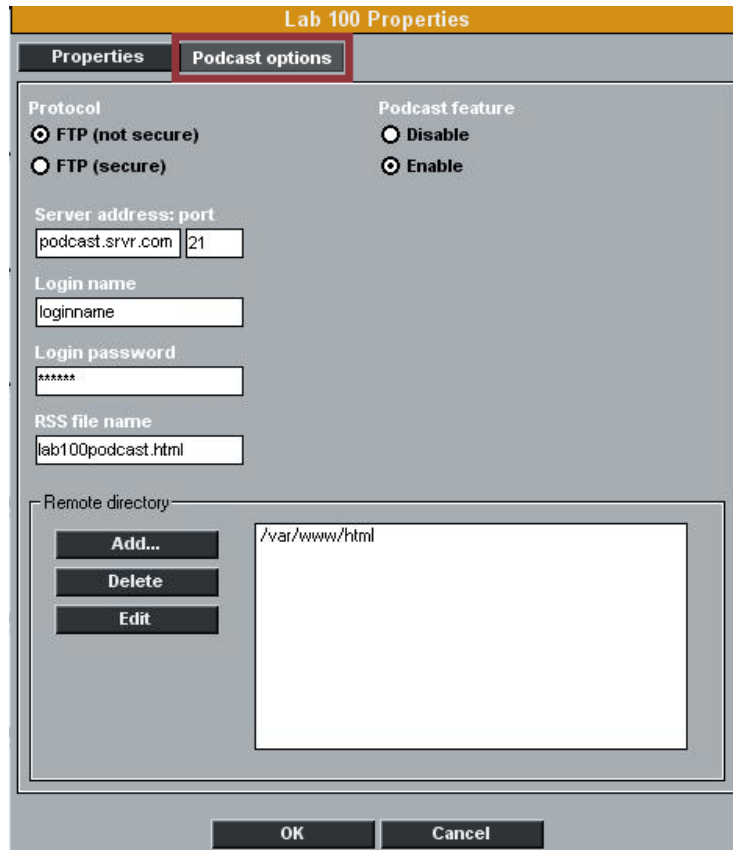 Lab 100 Properties
Properties
Podcast options
Protocol
FTP (not secure)
FTP (secure)
Podcast feature
Disable
Enable
Server address: port
podcast.srvr.com 21
Login name
loginname
Login password
******
RSS file name
lab100podcast.html
Remote directory
Add...
Delete
Edit
/var/www/html
OK
Cancel